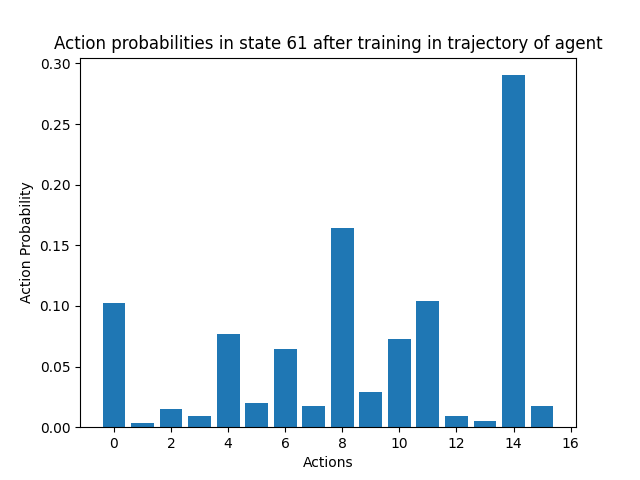 Action probabilities in state 61 after training in trajectory of agent
0.30
0.25
0.20
0.15
0.10
0.05
0.00
Action Probability
0 2 4 6 8 10 12 14 16
Actions